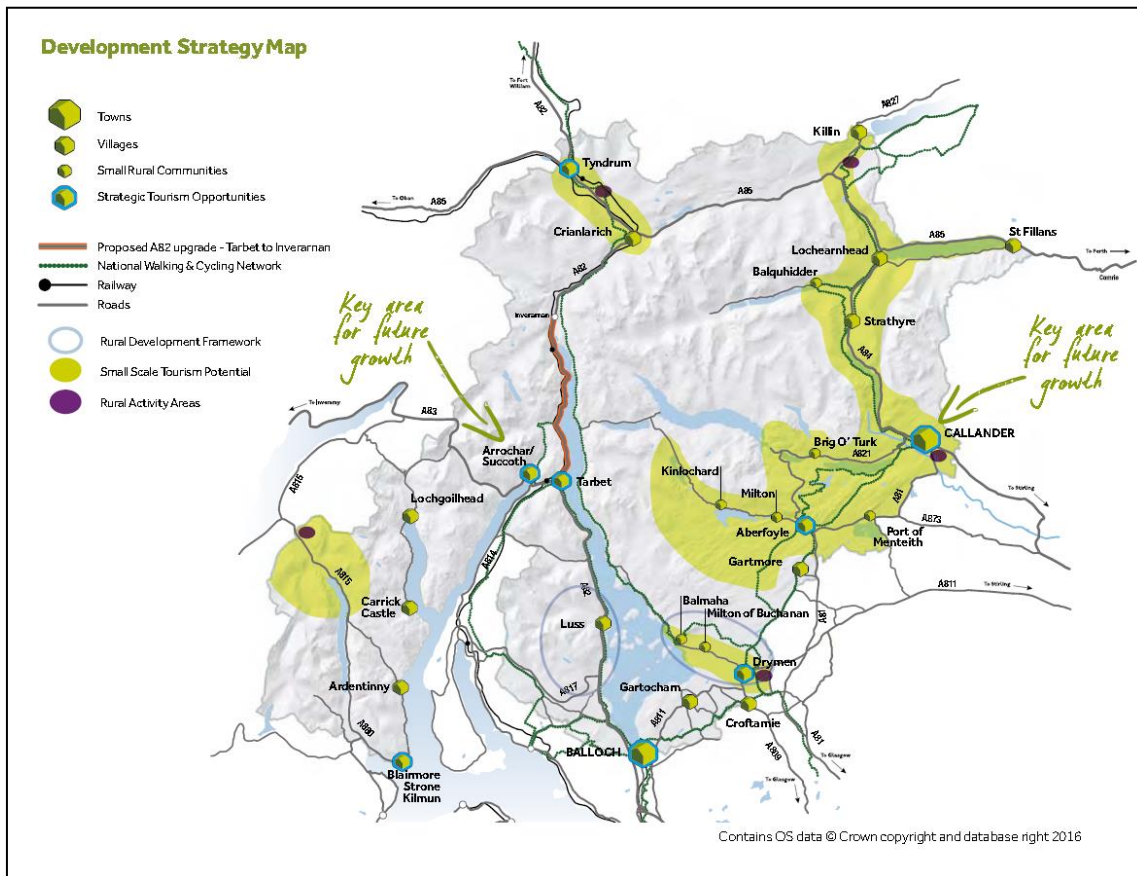 Development Strategy Map
Towns
Villages
Small Rural Communities
Strategic Tourism Opportunities
Proposed A82 upgrade - Tarbet to Inverarnan
National Walking & Cycling Network
Railway
Roads
Rural Development Framework
Small Scale Tourism Potential
Rural Activity Areas
To Fort
William
A82
Tyndrum
To Oban
A85
Crianlarich
A82
Inverarnan
Killin
A827
A85
Lochearnhead
A85
St Fillans
To Perth
Comrie
Balquhidder
Strathyre
A84
Key area
for future
growth
Key area
for future
growth
CALLANDER
Brig O' Turk
A821
To Stirling
A81
Kinlochard
Milton
Aberfoyle
A873
Port of
Menteith
Gartmore
A811
To Stirling
A81
To Inveraray
A83
A815
Arrochar/
Succoth
Tarbet
Lochgoilhead
A814
A82
A815
Carrick
Castle
Luss
Balmaha
Milton of Buchanan
Drymen
A817
Gartocharn
A811
Croftamie
Ardentinny
A880
BALLOCH
A809
A81
To Glasgow
To Glasgow
Blairmore
Strone
Kilmun
Contains OS data © Crown copyright and database right 2016